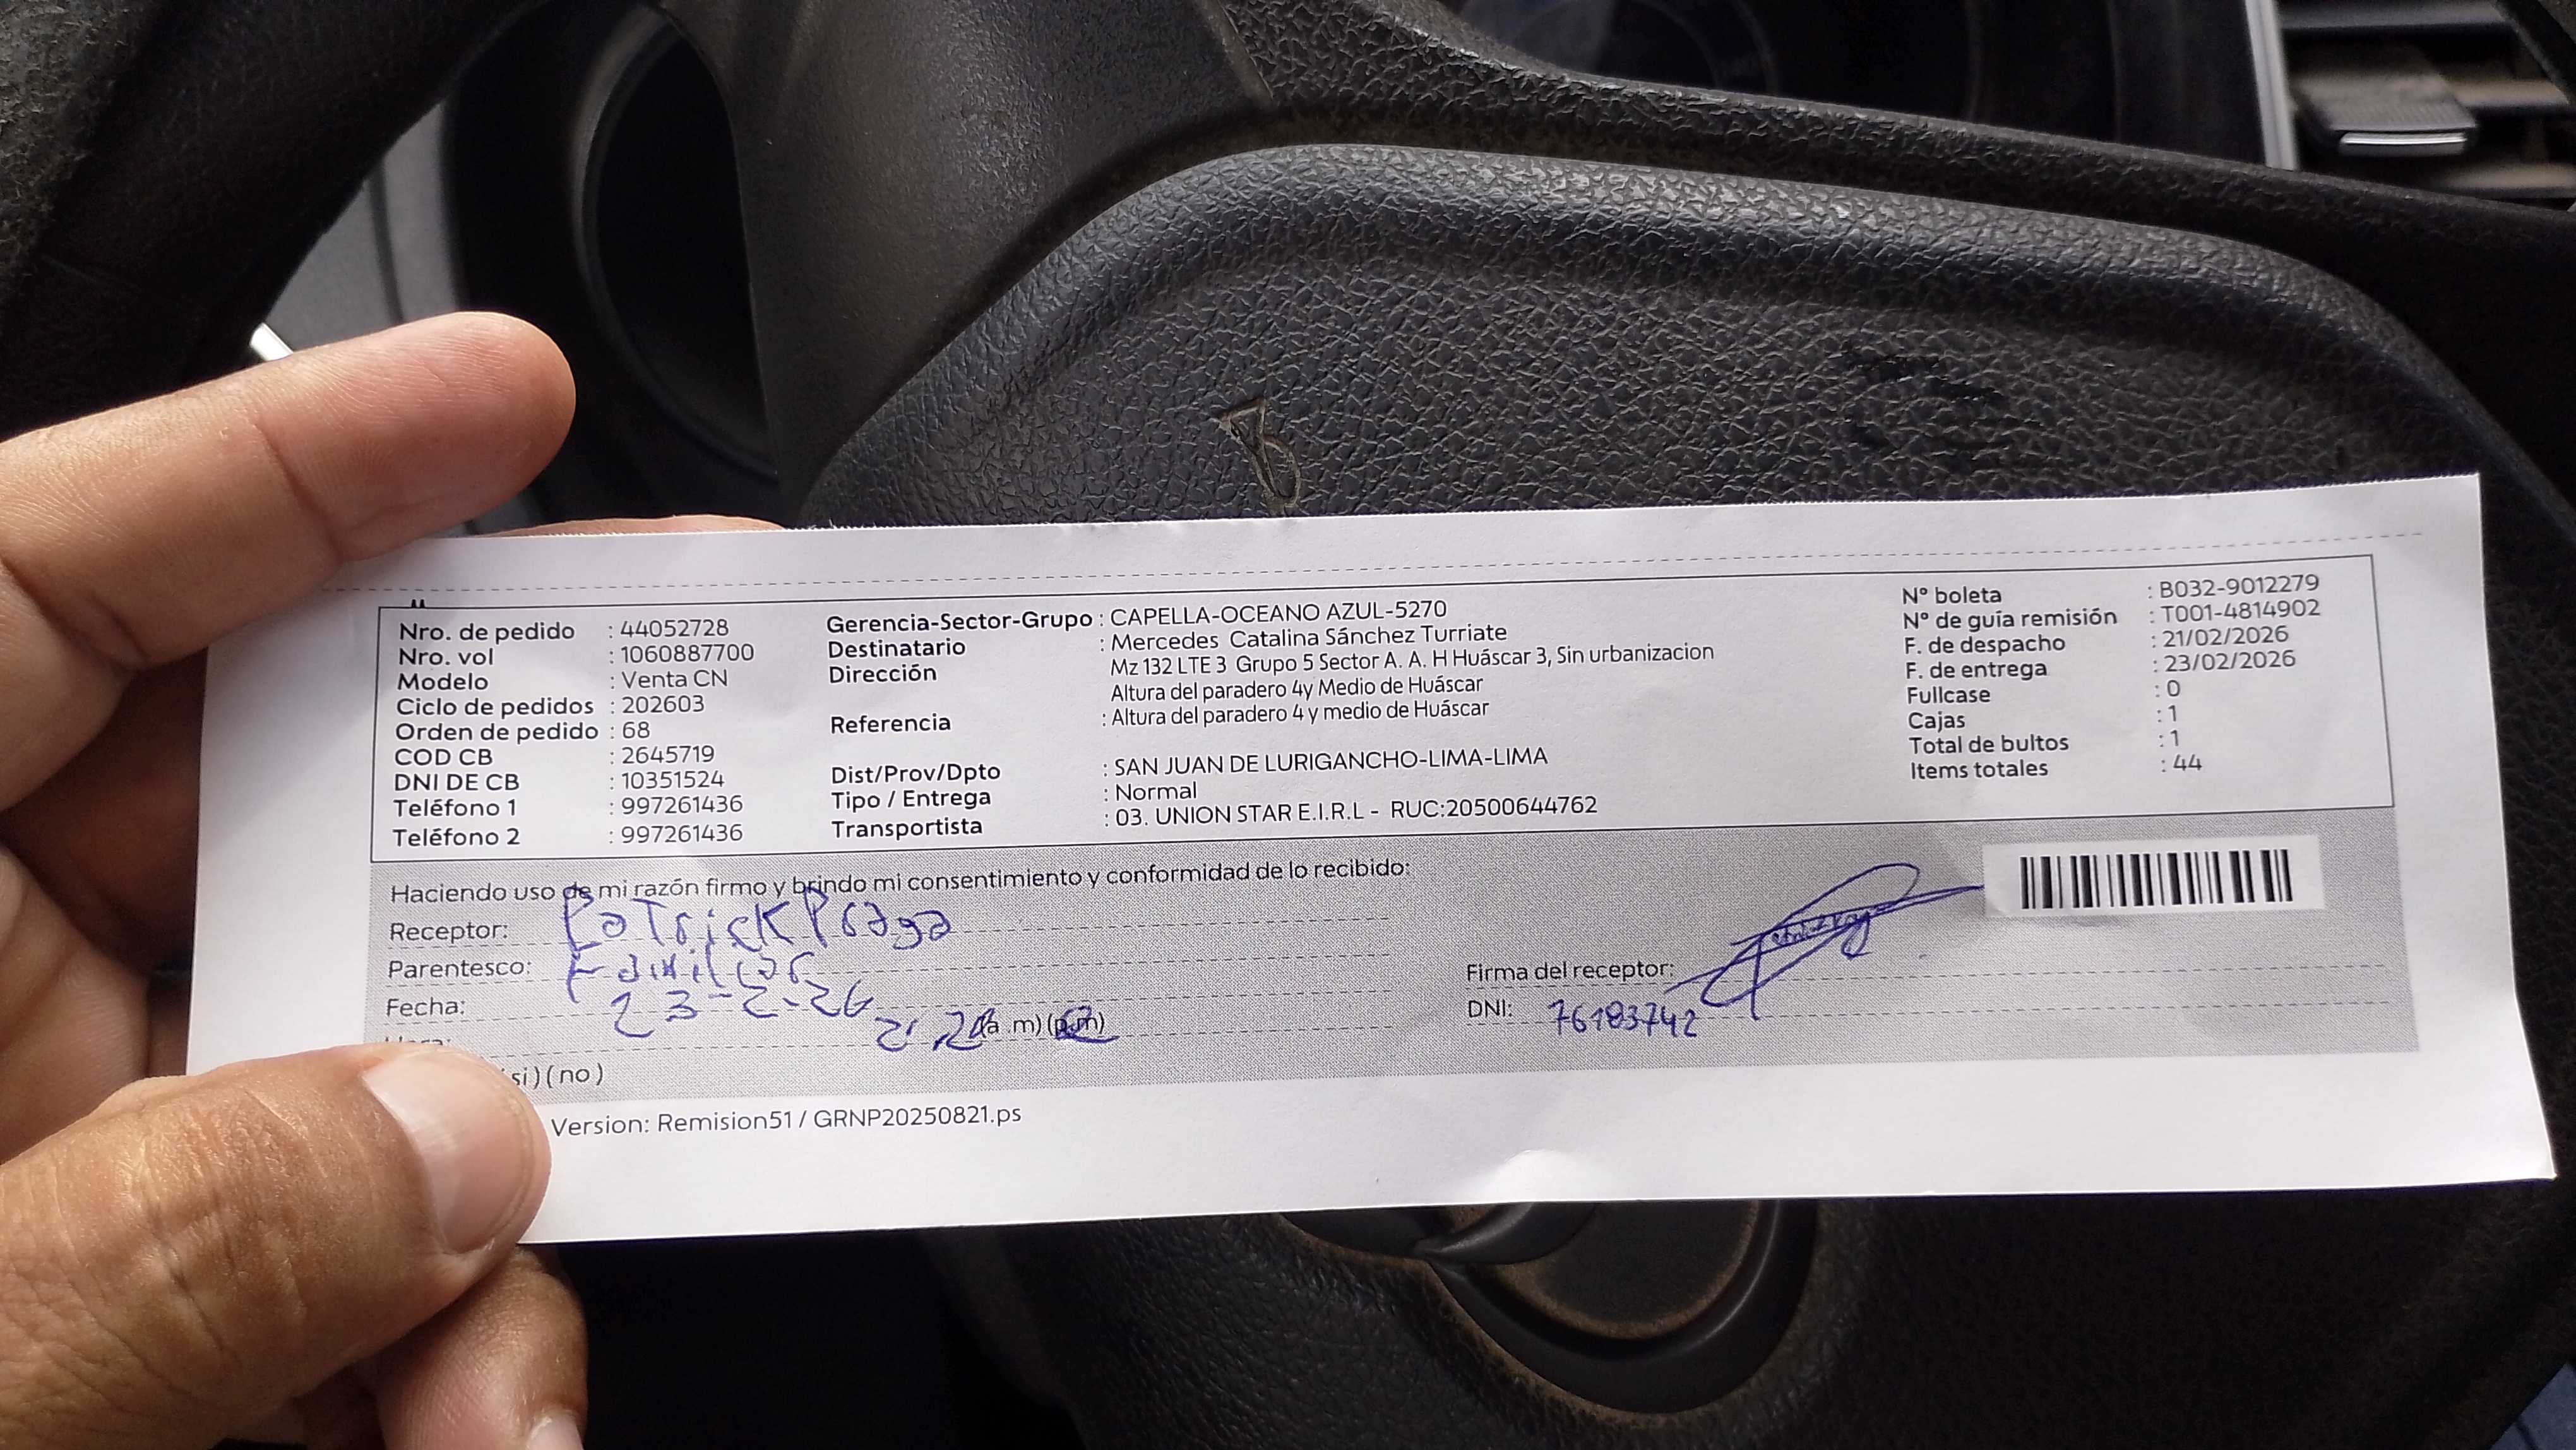 Nro. de pedido : 44052728
Nro. vol : 1060887700
Modelo : Venta CN
Ciclo de pedidos : 202603
Orden de pedido : 68
COD CB : 2645719
DNI DE CB : 10351524
Teléfono 1 : 997261436
Teléfono 2 : 997261436
Gerencia-Sector-Grupo : CAPELLA-OCEANO AZUL-5270
Destinatario : Mercedes Catalina Sánchez Turriate
Dirección Mz 132 LTE 3 Grupo 5 Sector A. A. H Huáscar 3, Sin urbanizacion
Altura del paradero 4y Medio de Huáscar
Referencia : Altura del paradero 4 y medio de Huáscar
Dist/Prov/Dpto : SAN JUAN DE LURIGANCHO-LIMA-LIMA
Tipo / Entrega : Normal
Transportista : 03. UNION STAR E.I.R.L - RUC:20500644762
N° boleta : B032-9012279
N° de guía remisión : T001-4814902
F. de despacho : 21/02/2026
F. de entrega : 23/02/2026
Fullcase : 0
Cajas : 1
Total de bultos : 1
Items totales : 44
Haciendo uso de mi razón firmo y brindo mi consentimiento y conformidad de lo recibido:
Receptor: PaTrick Praga
Parentesco: Familiar
Fecha: 23-2-26
(a.m) (p.m)
si) ( no )
Firma del receptor:
DNI: 76183742
Version: Remision51 / GRNP20250821.ps